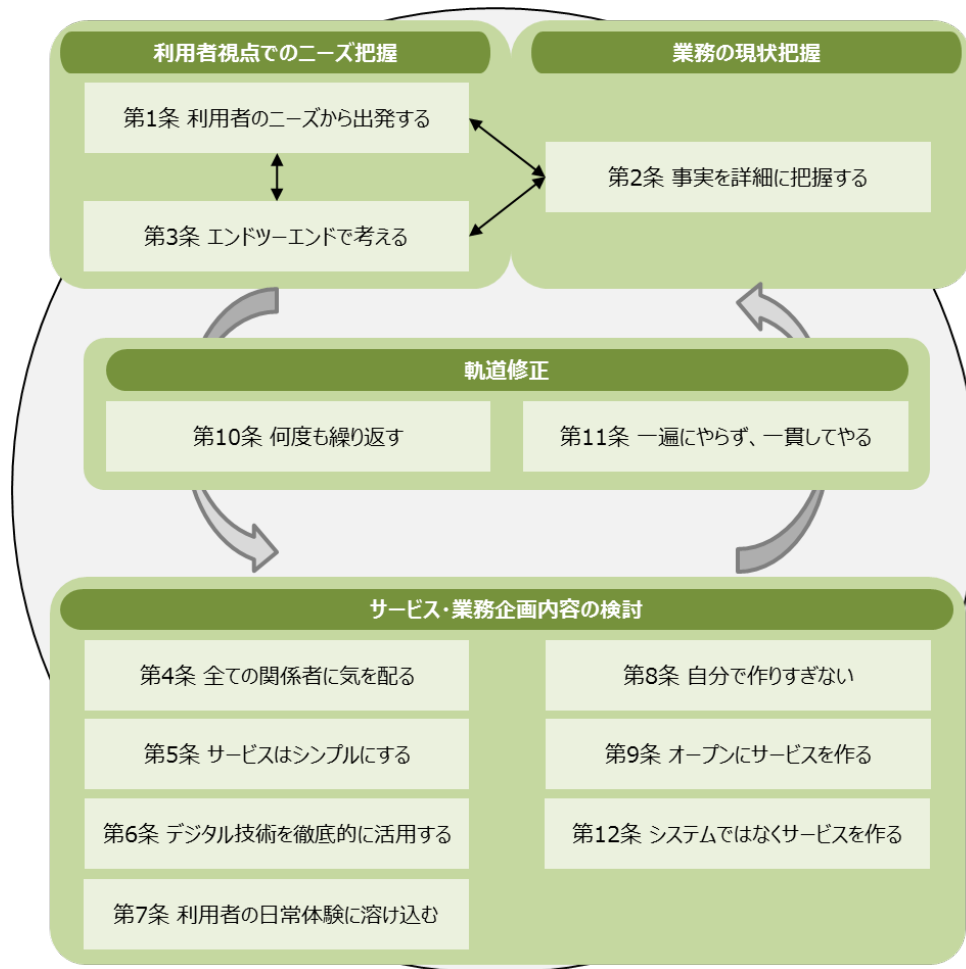 利用者視点でのニーズ把握
第1条 利用者のニーズから出発する
第3条 エンドツーエンドで考える
業務の現状把握
第2条 事実を詳細に把握する
軌道修正
第10条 何度も繰り返す
第11条 一遍にやらず、一貫してやる
サービス・業務企画内容の検討
第4条 全ての関係者に気を配る
第5条 サービスはシンプルにする
第6条 デジタル技術を徹底的に活用する
第7条 利用者の日常体験に溶け込む
第8条 自分で作りすぎない
第9条 オープンにサービスを作る
第12条 システムではなくサービスを作る